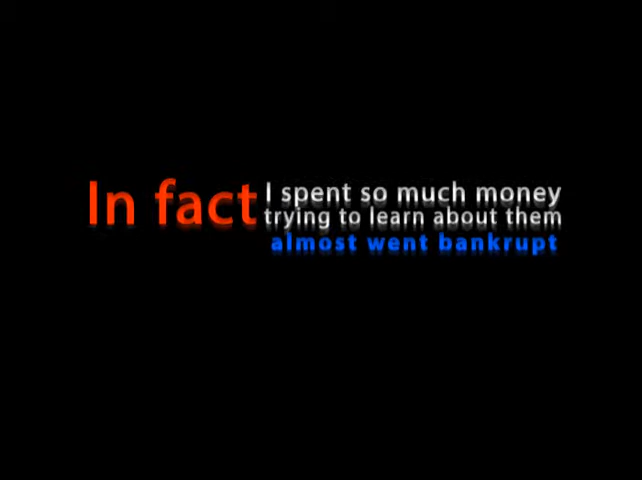 In fact
I spent so much money
trying to learn about them
almost went bankrupt